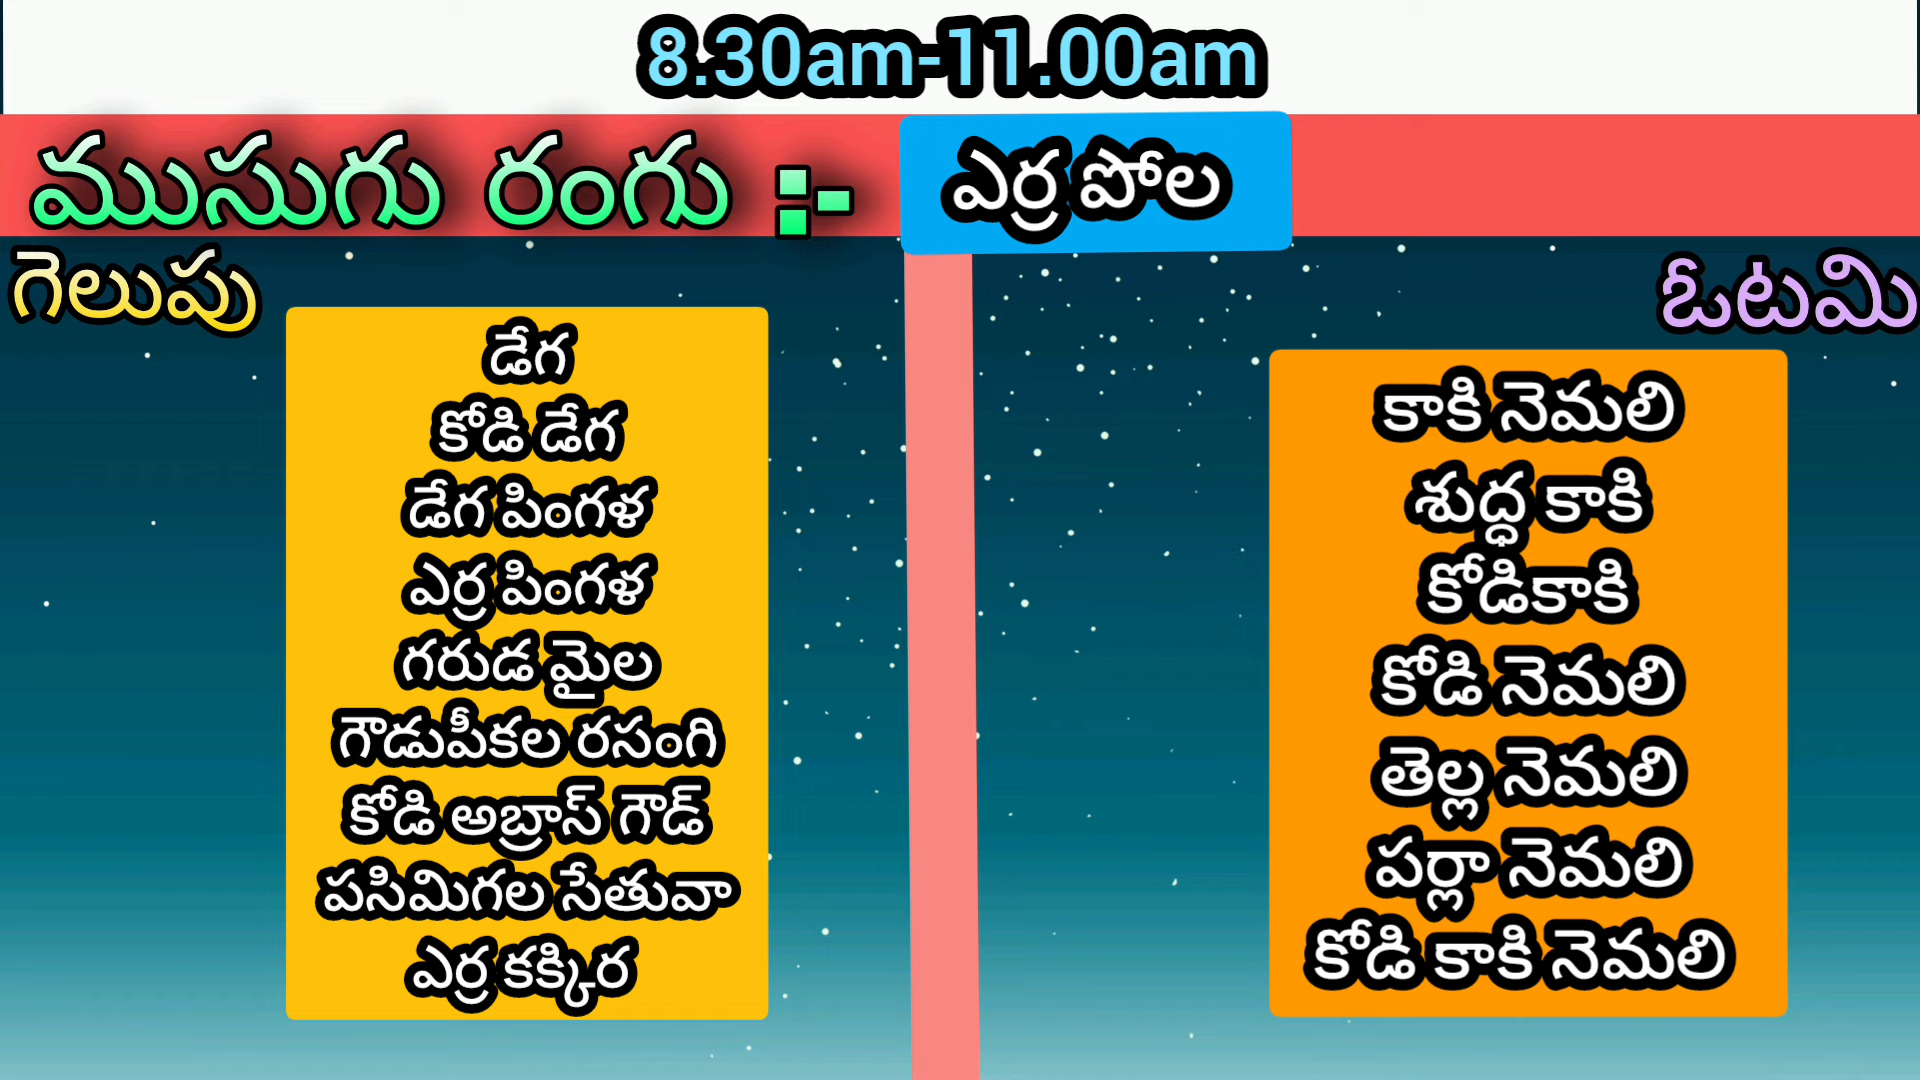 8.30am-11.00am
ముసుగు రంగు :- ఎర్ర పోల
గెలుపు
ఓటమి
డేగ
కోడి డేగ
డేగ పింగళ
ఎర్ర పింగళ
గరుడ మైల
గౌడుపీకల రసంగి
కోడి అబ్రాస్ గౌడ్
పసిమిగల సేతువా
ఎర్ర కక్కిర
కాకి నెమలి
శుద్ధ కాకి
కోడికాకి
కోడి నెమలి
తెల్ల నెమలి
పర్లా నెమలి
కోడి కాకి నెమలి